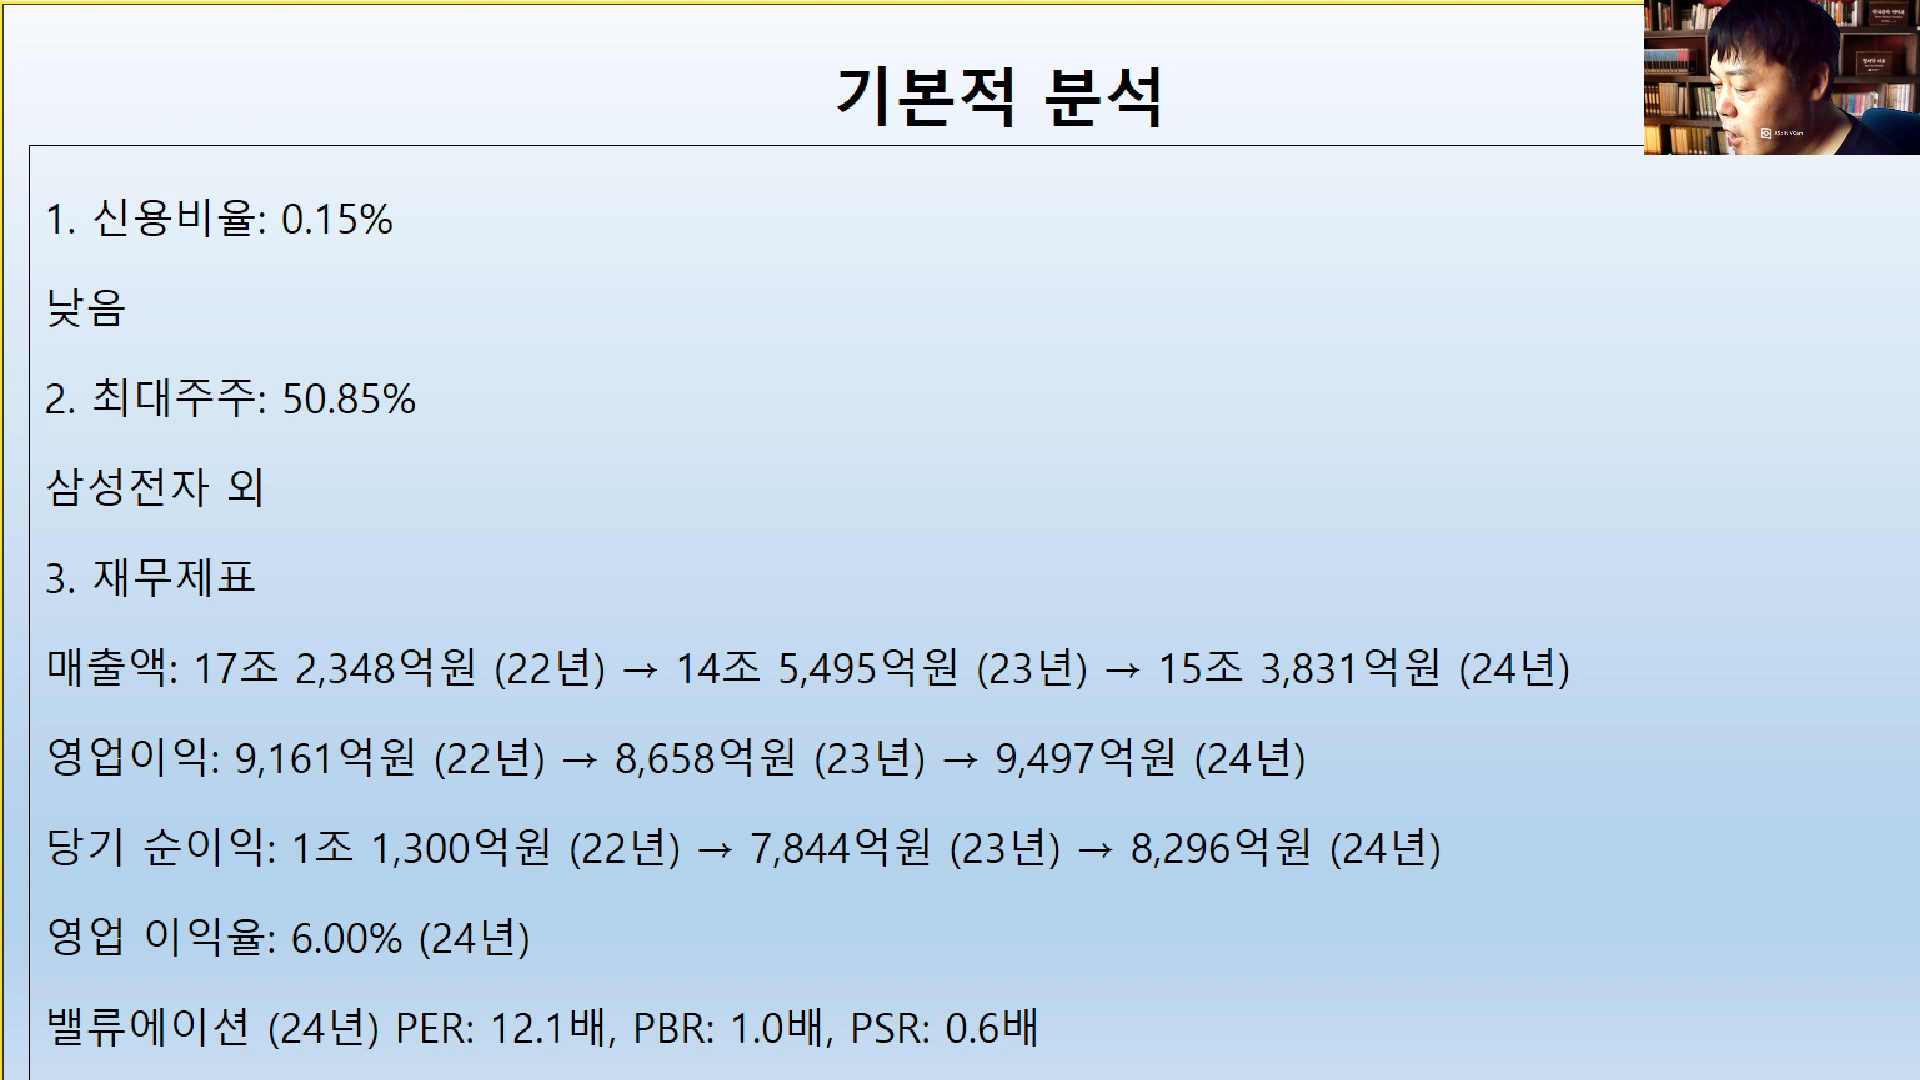 기본적 분석
1. 신용비율: 0.15%
낮음
2. 최대주주: 50.85%
삼성전자 외
3. 재무제표
매출액: 17조 2,348억원 (22년) → 14조 5,495억원 (23년) → 15조 3,831억원 (24년)
영업이익: 9,161억원 (22년) → 8,658억원 (23년) → 9,497억원 (24년)
당기 순이익: 1조 1,300억원 (22년) → 7,844억원 (23년) → 8,296억원 (24년)
영업 이익율: 6.00% (24년)
밸류에이션 (24년) PER: 12.1배, PBR: 1.0배, PSR: 0.6배
XSplit VCam